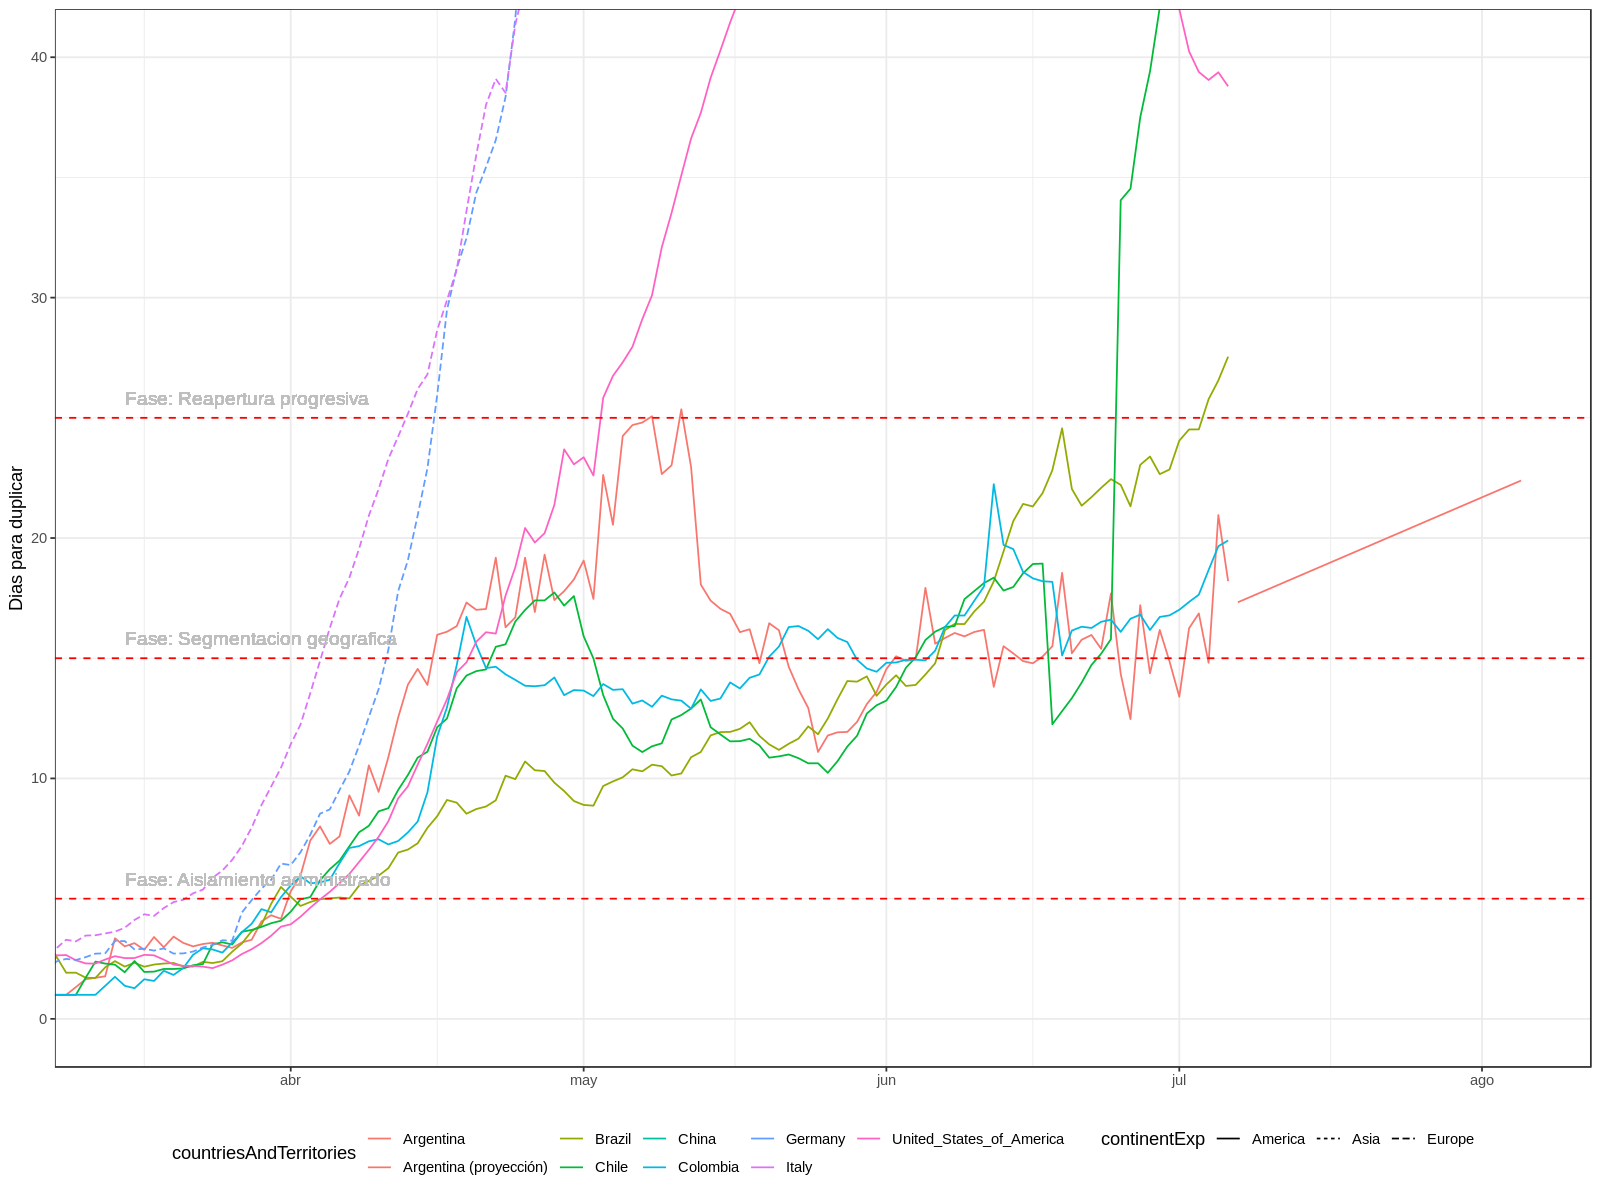 40
30
20
10
0
Dias para duplicar
Fase: Reapertura progresiva
Fase: Segmentacion geografica
Fase: Aislamiento administrado
abr
may
jun
jul
ago
countriesAndTerritories
Argentina
Argentina (proyección)
Brazil
Chile
China
Colombia
Germany
Italy
United_States_of_America
continentExp
America
Asia
Europe